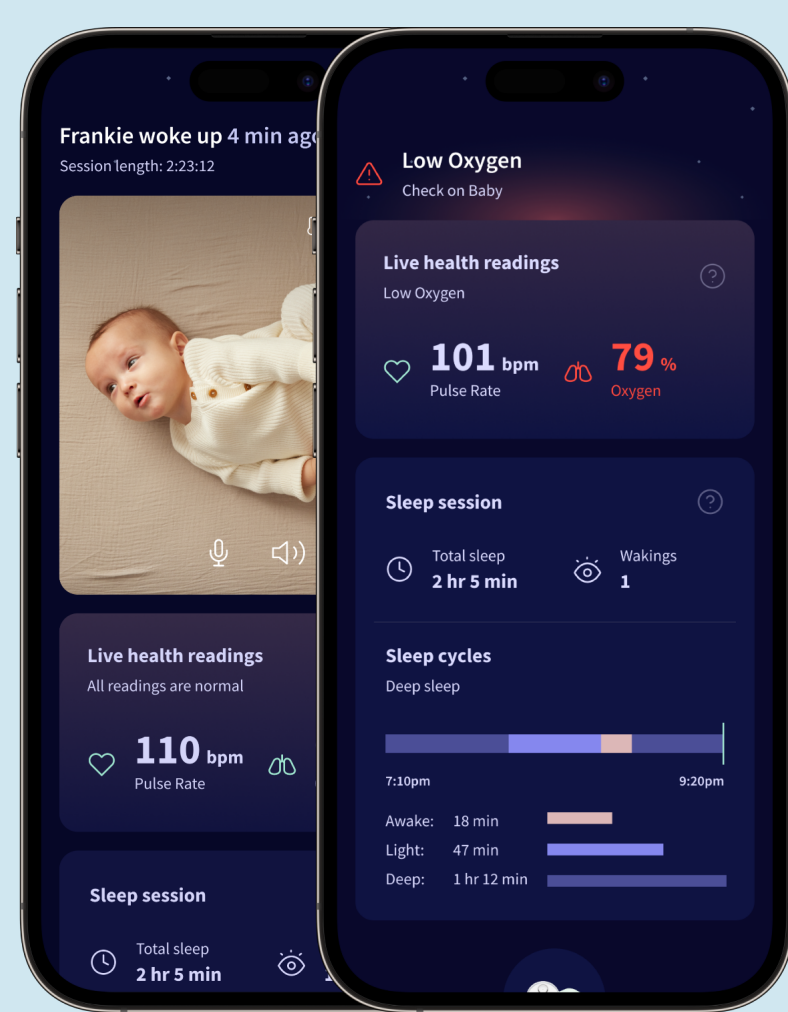 Frankie woke up 4 min ago
Session length: 2:23:12
Live health readings
All readings are normal
110 bpm
Pulse Rate
Sleep session
Total sleep
2 hr 5 min
Low Oxygen
Check on Baby
Live health readings
Low Oxygen
?
101 bpm
Pulse Rate
79 %
Oxygen
Sleep session
?
Total sleep
2 hr 5 min
Wakings
1
Sleep cycles
Deep sleep
7:10pm
9:20pm
Awake: 18 min
Light: 47 min
Deep: 1 hr 12 min